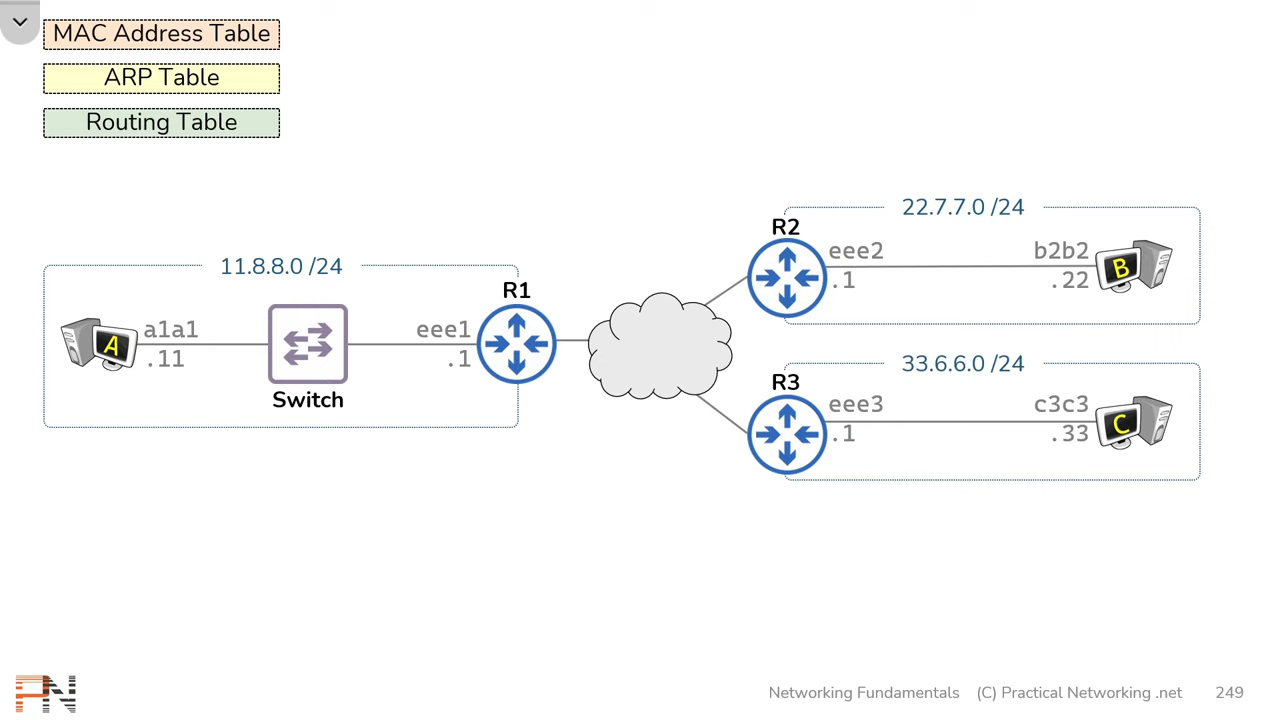 MAC Address Table
ARP Table
Routing Table
22.7.7.0 /24
R2
eee2
.1
b2b2
.22
B
11.8.8.0 /24
R1
A
a1a1
.11
eee1
.1
Switch
33.6.6.0 /24
R3
eee3
.1
c3c3
.33
C
PN
Networking Fundamentals (C) Practical Networking .net 249